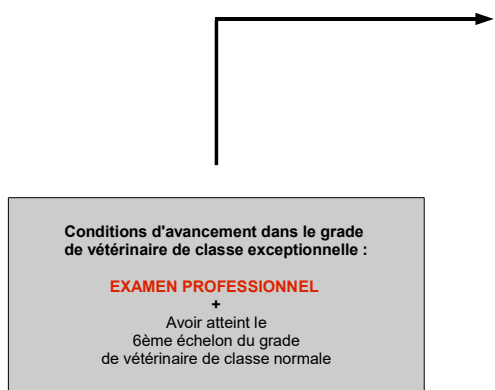 Conditions d'avancement dans le grade
de vétérinaire de classe exceptionnelle :
EXAMEN PROFESSIONNEL
+
Avoir atteint le
6ème échelon du grade
de vétérinaire de classe normale